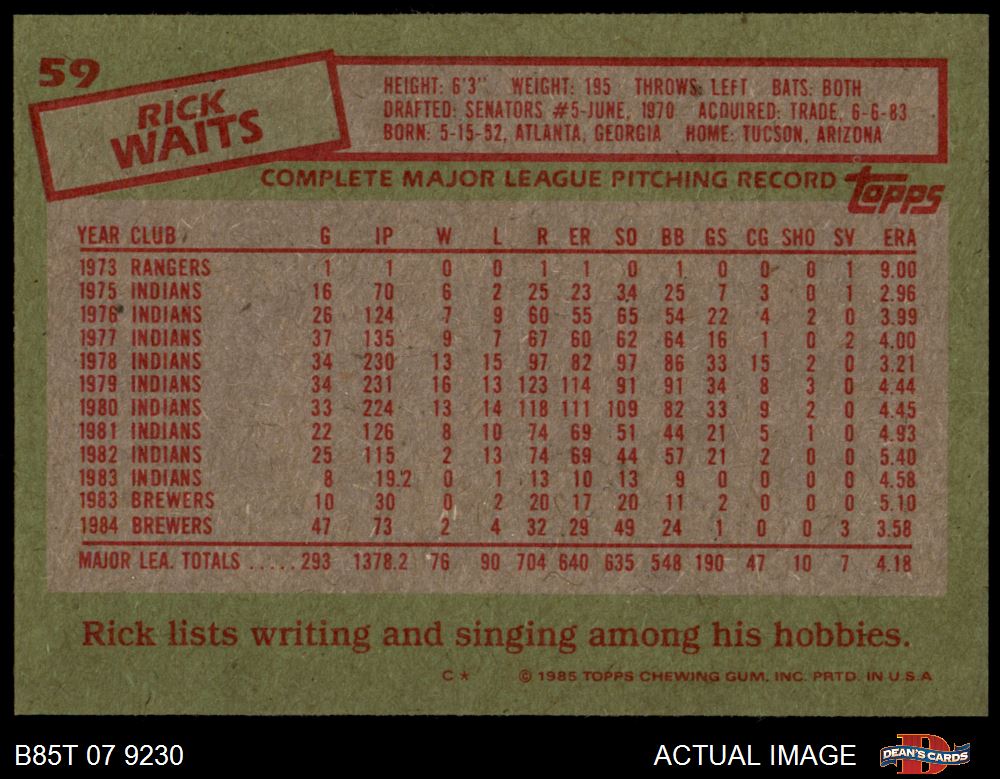 59
RICK
WAITS
HEIGHT: 6'3" WEIGHT: 195 THROWS: LEFT BATS: BOTH
DRAFTED: SENATORS #5-JUNE, 1970 ACQUIRED: TRADE, 6-6-83
BORN: 5-15-52, ATLANTA, GEORGIA HOME: TUCSON, ARIZONA
COMPLETE MAJOR LEAGUE PITCHING RECORD topps
YEAR CLUB G IP W L R ER SO BB GS CG SHO SV ERA
1973 RANGERS 1 1 0 0 1 1 0 1 0 0 0 1 9.00
1975 INDIANS 16 70 6 2 25 23 34 25 7 3 0 1 2.96
1976 INDIANS 26 124 7 9 60 55 65 54 22 4 2 0 3.99
1977 INDIANS 37 135 9 7 67 60 62 64 16 1 0 2 4.00
1978 INDIANS 34 230 13 15 97 82 97 86 33 15 2 0 3.21
1979 INDIANS 34 231 16 13 123 114 91 91 34 8 3 0 4.44
1980 INDIANS 33 224 13 14 118 111 109 82 33 9 2 0 4.45
1981 INDIANS 22 126 8 10 74 69 51 44 21 5 1 0 4.93
1982 INDIANS 25 115 2 13 74 69 44 57 21 2 0 0 5.40
1983 INDIANS 8 19.2 0 1 13 10 13 9 0 0 0 0 4.58
1983 BREWERS 10 30 0 2 20 17 20 11 2 0 0 0 5.10
1984 BREWERS 47 73 2 4 32 29 49 24 1 0 0 3 3.58
MAJOR LEA. TOTALS ..... 293 1378.2 76 90 704 640 635 548 190 47 10 7 4.18
Rick lists writing and singing among his hobbies.
C* © 1985 TOPPS CHEWING GUM, INC. PRTD. IN U.S.A
B85T 07 9230 ACTUAL IMAGE DEAN'S CARDS